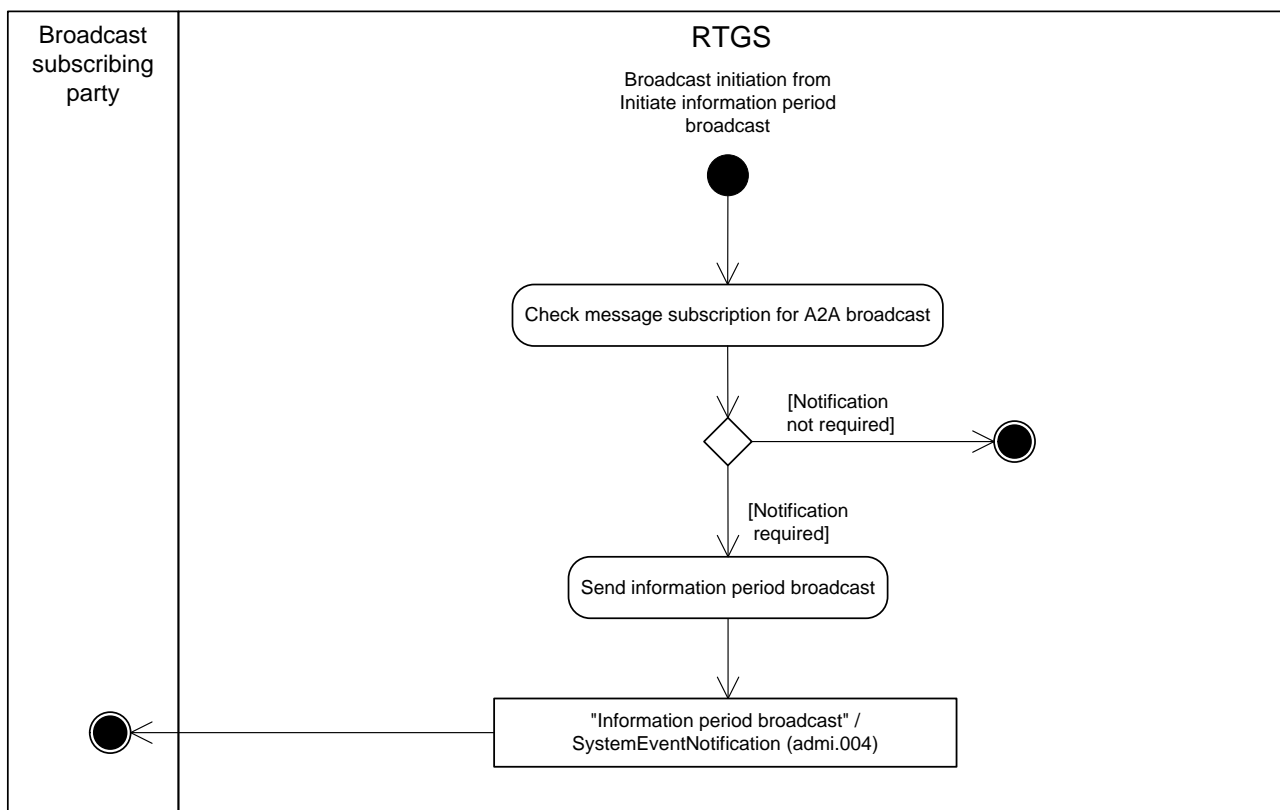 Broadcast
subscribing
party
RTGS
Broadcast initiation from
Initiate information period
broadcast
Check message subscription for A2A broadcast
[Notification
not required]
[Notification
required]
Send information period broadcast
"Information period broadcast" /
SystemEventNotification (admi.004)